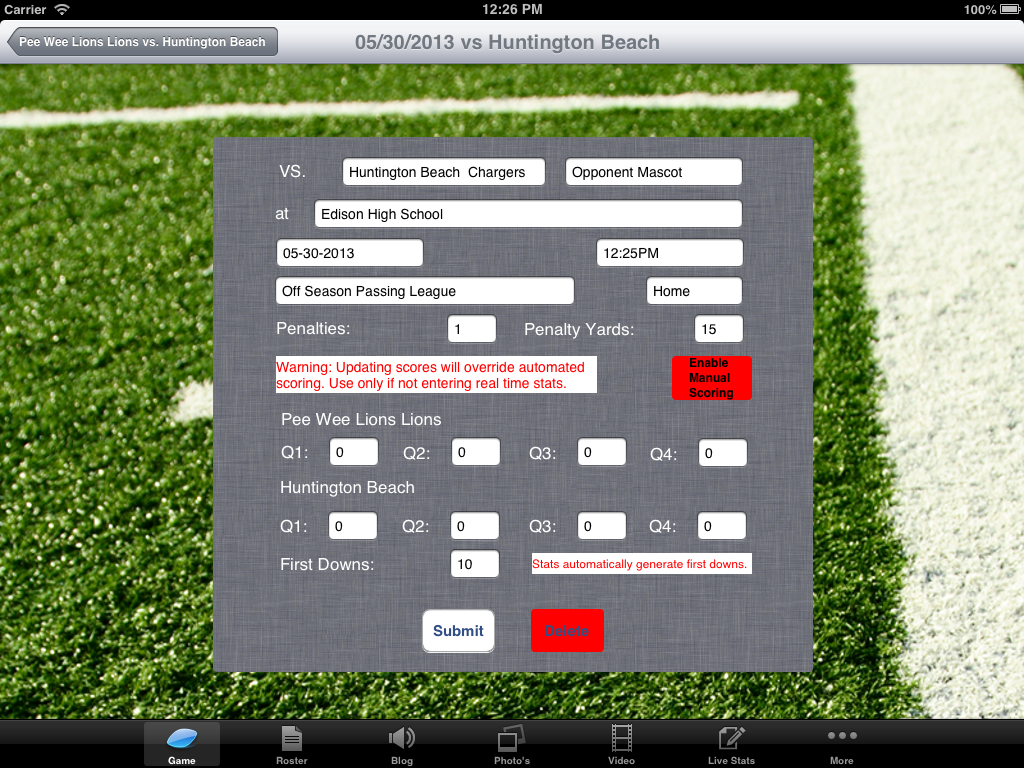 Carrier 12:26 PM 100%
Pee Wee Lions Lions vs. Huntington Beach 05/30/2013 vs Huntington Beach
VS. Huntington Beach  Chargers Opponent Mascot
at Edison High School
05-30-2013 12:25PM
Off Season Passing League Home
Penalties: 1 Penalty Yards: 15
Warning: Updating scores will override automated
scoring. Use only if not entering real time stats.
Enable
Manual
Scoring
Pee Wee Lions Lions
Q1: 0 Q2: 0 Q3: 0 Q4: 0
Huntington Beach
Q1: 0 Q2: 0 Q3: 0 Q4: 0
First Downs: 10 Stats automatically generate first downs.
Submit Delete
Game Roster Blog Photo's Video Live Stats More